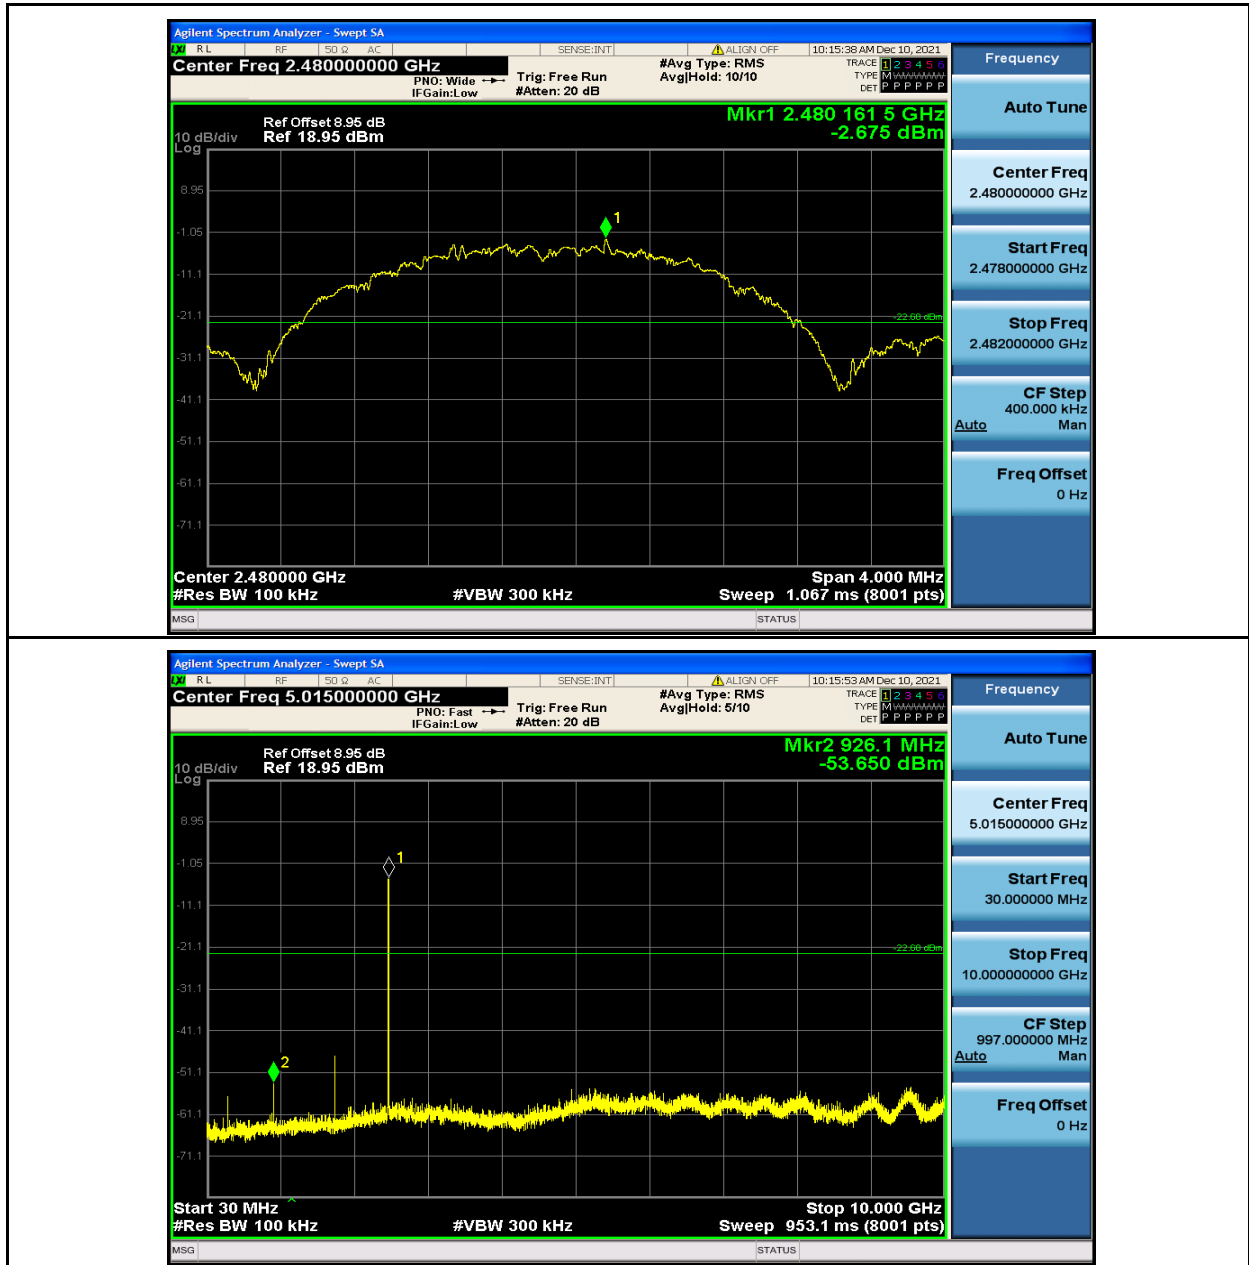 Agilent Spectrum Analyzer - Swept SA
LXI RL RF 50 Ω AC SENSE:INT ALIGN OFF 10:15:38 AM Dec 10, 2021
Center Freq 2.480000000 GHz
PNO: Wide
IFGain:Low
Trig: Free Run
#Atten: 20 dB
#Avg Type: RMS
Avg|Hold: 10/10
TRACE 1 2 3 4 5 6
TYPE M
DET P P P P P P
Mkr1 2.480 161 5 GHz
-2.675 dBm
Ref Offset 8.95 dB
10 dB/div Ref 18.95 dBm
Log
8.95
-1.05
-11.1
-21.1
-31.1
-41.1
-51.1
-61.1
-71.1
1
-22.68 dBm
Center 2.480000 GHz Span 4.000 MHz
#Res BW 100 kHz #VBW 300 kHz Sweep 1.067 ms (8001 pts)
MSG STATUS
Frequency
Auto Tune
Center Freq
2.480000000 GHz
Start Freq
2.478000000 GHz
Stop Freq
2.482000000 GHz
CF Step
400.000 kHz
Auto Man
Freq Offset
0 Hz
Agilent Spectrum Analyzer - Swept SA
LXI RL RF 50 Ω AC SENSE:INT ALIGN OFF 10:15:53 AM Dec 10, 2021
Center Freq 5.015000000 GHz
PNO: Fast
IFGain:Low
Trig: Free Run
#Atten: 20 dB
#Avg Type: RMS
Avg|Hold: 5/10
TRACE 1 2 3 4 5 6
TYPE M
DET P P P P P P
Mkr2 926.1 MHz
-53.650 dBm
Ref Offset 8.95 dB
10 dB/div Ref 18.95 dBm
Log
8.95
-1.05
-11.1
-21.1
-31.1
-41.1
-51.1
-61.1
-71.1
1
2
-22.68 dBm
Start 30 MHz Stop 10.000 GHz
#Res BW 100 kHz #VBW 300 kHz Sweep 953.1 ms (8001 pts)
MSG STATUS
Frequency
Auto Tune
Center Freq
5.015000000 GHz
Start Freq
30.000000 MHz
Stop Freq
10.000000000 GHz
CF Step
997.000000 MHz
Auto Man
Freq Offset
0 Hz